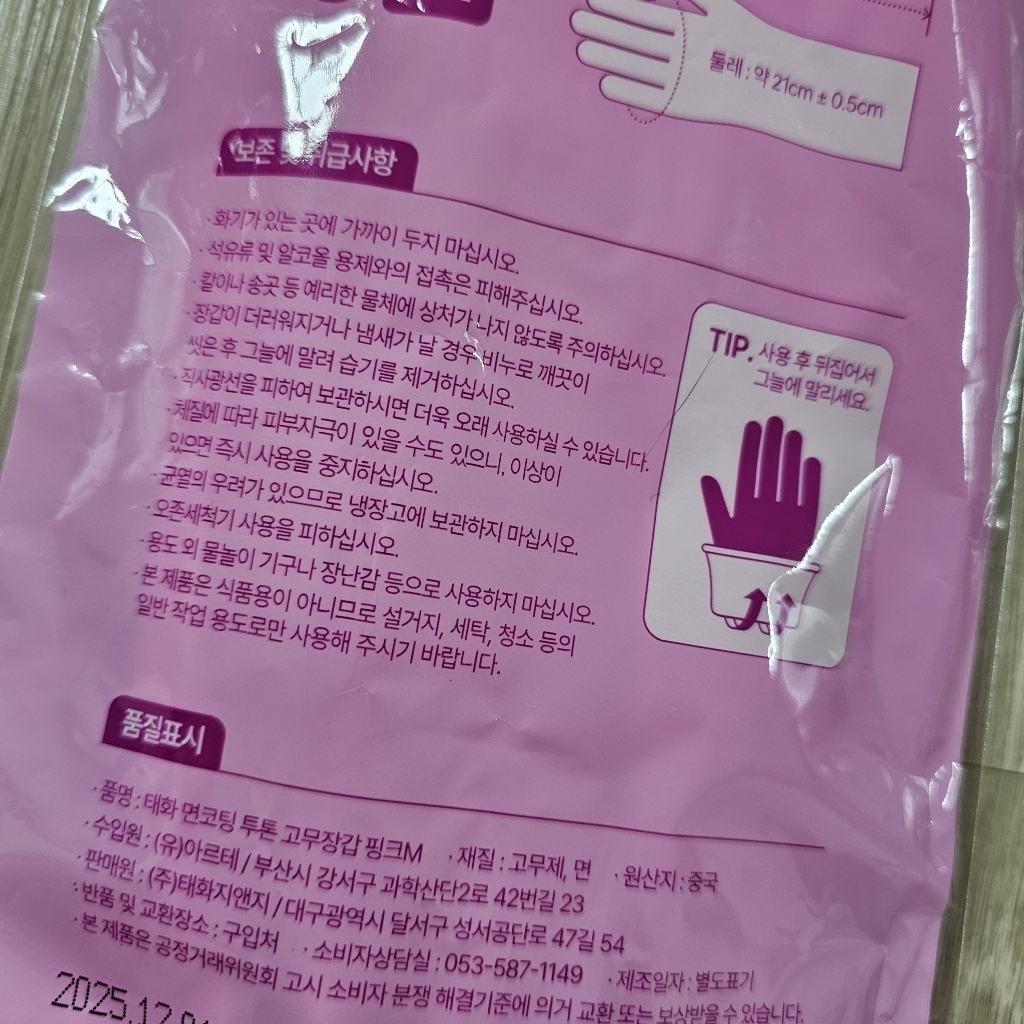 둘레 : 약 21cm ± 0.5cm
보존 및 취급사항
· 화기가 있는 곳에 가까이 두지 마십시오.
· 석유류 및 알코올 용제와의 접촉은 피해주십시오.
· 칼이나 송곳 등 예리한 물체에 상처가 나지 않도록 주의하십시오.
· 장갑이 더러워지거나 냄새가 날 경우 비누로 깨끗이
씻은 후 그늘에 말려 습기를 제거하십시오.
· 직사광선을 피하여 보관하시면 더욱 오래 사용하실 수 있습니다.
· 체질에 따라 피부자극이 있을 수도 있으니, 이상이
있으면 즉시 사용을 중지하십시오.
· 균열의 우려가 있으므로 냉장고에 보관하지 마십시오.
· 오존세척기 사용을 피하십시오.
· 용도 외 물놀이 기구나 장난감 등으로 사용하지 마십시오.
· 본 제품은 식품용이 아니므로 설거지, 세탁, 청소 등의
일반 작업 용도로만 사용해 주시기 바랍니다.
TIP. 사용 후 뒤집어서
그늘에 말리세요.
품질표시
· 품명 : 태화 면코팅 투톤 고무장갑 핑크M · 재질 : 고무제, 면 · 원산지 : 중국
· 수입원 : (유)아르테 / 부산시 강서구 과학산단2로 42번길 23
· 판매원 : (주)태화지앤지 / 대구광역시 달서구 성서공단로 47길 54
· 반품 및 교환장소 : 구입처 · 소비자상담실 : 053-587-1149 · 제조일자 : 별도표기
· 본 제품은 공정거래위원회 고시 소비자 분쟁 해결기준에 의거 교환 또는 보상받을 수 있습니다.
2025.12.